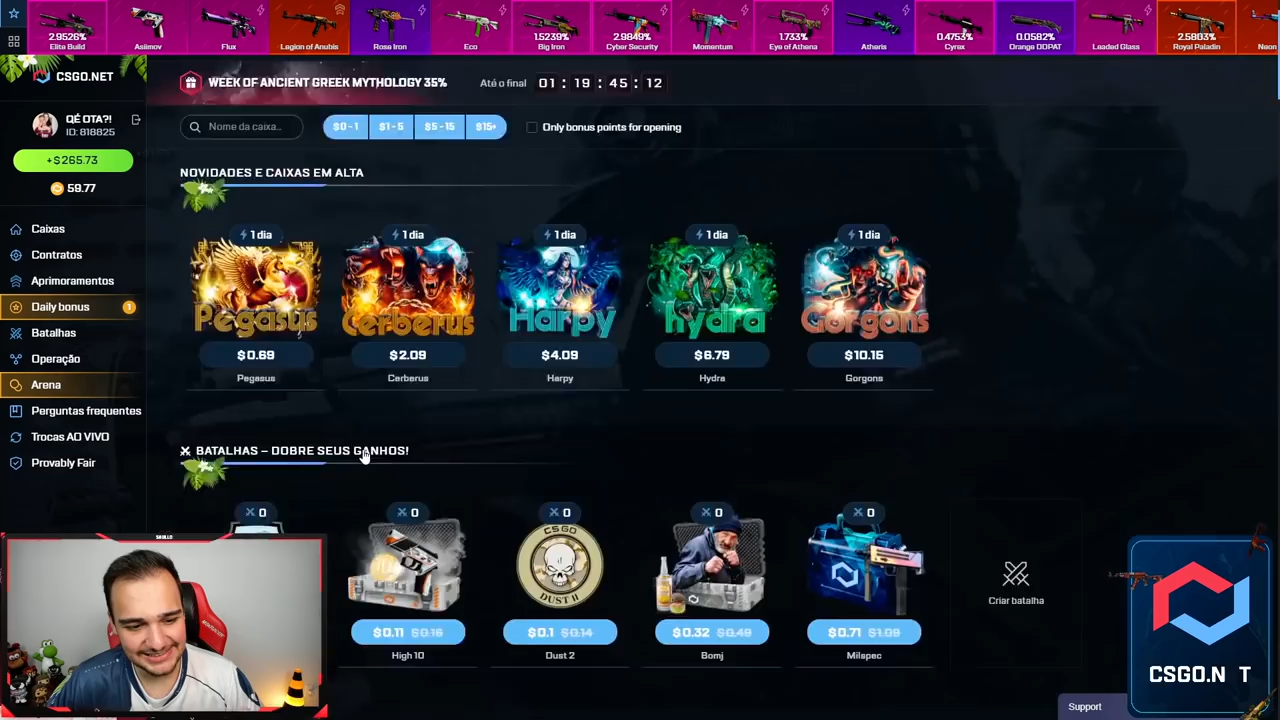 2.9526%
Elite Build
Asiimov
Flux
Legion of Anubis
Rose Iron
Eco
1.5239%
Big Iron
2.9849%
Cyber Security
Momentum
1.733%
Eye of Athena
Atheris
0.4753%
Cyrex
0.0582%
Orange DDPAT
Leaded Glass
2.5803%
Royal Paladin
Neon
CSGO.NET
WEEK OF ANCIENT GREEK MYTHOLOGY 35%
Até o final
01 : 19 : 45 : 12
QÉ OTA?!
ID: 818825
+$265.73
59.77
Nome da caixa..
$0 - 1
$1 - 5
$5 - 15
$15+
Only bonus points for opening
Caixas
Contratos
Aprimoramentos
Daily bonus
1
Batalhas
Operação
Arena
Perguntas frequentes
Trocas AO VIVO
Provably Fair
NOVIDADES E CAIXAS EM ALTA
1 dia
1 dia
1 dia
1 dia
1 dia
Pegasus
Cerberus
Harpy
hydra
Gorgons
$0.69
$2.09
$4.09
$6.79
$10.15
Pegasus
Cerberus
Harpy
Hydra
Gorgons
BATALHAS – DOBRE SEUS GANHOS!
0
0
0
0
0
CS GO
DUST II
$0.11 $0.16
$0.1 $0.14
$0.32 $0.49
$0.71 $1.09
High 10
Dust 2
Bomj
Milspec
Criar batalha
SKULLO
CSGO.N T
Support